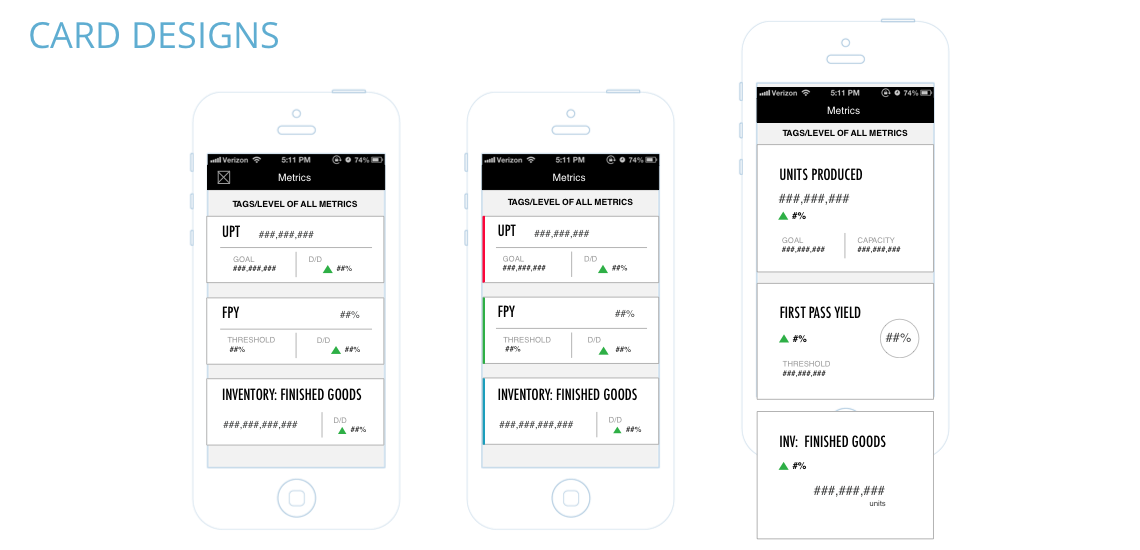 CARD DESIGNS
Verizon 5:11 PM 74%
Metrics
TAGS/LEVEL OF ALL METRICS
UPT ###,###,###
GOAL D/D
###,###,### ##%
FPY ##%
THRESHOLD D/D
##% ##%
INVENTORY: FINISHED GOODS
###,###,###,### D/D
##%
Verizon 5:11 PM 74%
Metrics
TAGS/LEVEL OF ALL METRICS
UPT ###,###,###
GOAL D/D
###,###,### ##%
FPY ##%
THRESHOLD D/D
##% ##%
INVENTORY: FINISHED GOODS
###,###,###,### D/D
##%
Verizon 5:11 PM 74%
Metrics
TAGS/LEVEL OF ALL METRICS
UNITS PRODUCED
###,###,###
#%
GOAL CAPACITY
###,###,### ###,###,###
FIRST PASS YIELD
#% ##%
THRESHOLD
###,###,###
INV: FINISHED GOODS
#%
###,###,###
units